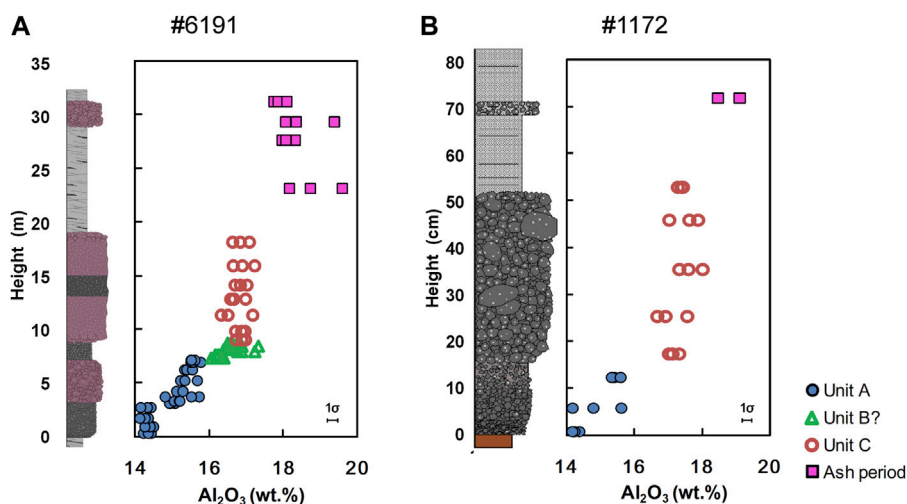 A
#6191
35
30
25
20
15
10
5
0
Height (m)
14
16
18
20
Al₂O₃ (wt.%)
1σ
B
#1172
80
70
60
50
40
30
20
10
0
Height (cm)
14
16
18
20
Al₂O₃ (wt.%)
1σ
Unit A
Unit B?
Unit C
Ash period